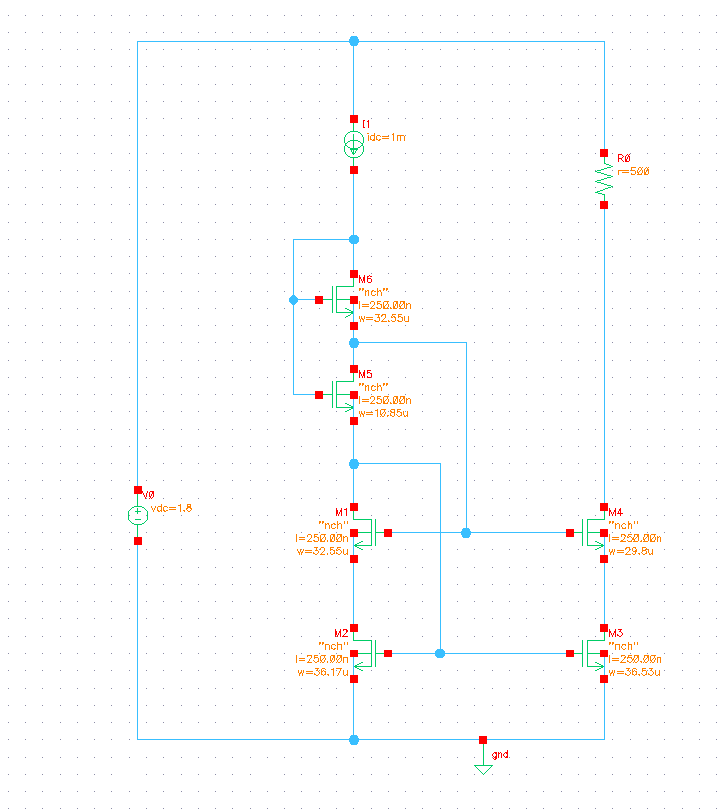 I1
idc=1m
R0
r=500
M6
"nch"
l=250.00n
w=32.55u
M5
"nch"
l=250.00n
w=10.85u
V0
vdc=1.8
M1
"nch"
l=250.00n
w=32.55u
M4
"nch"
l=250.00n
w=29.8u
M2
"nch"
l=250.00n
w=36.17u
M3
"nch"
l=250.00n
w=36.53u
gnd